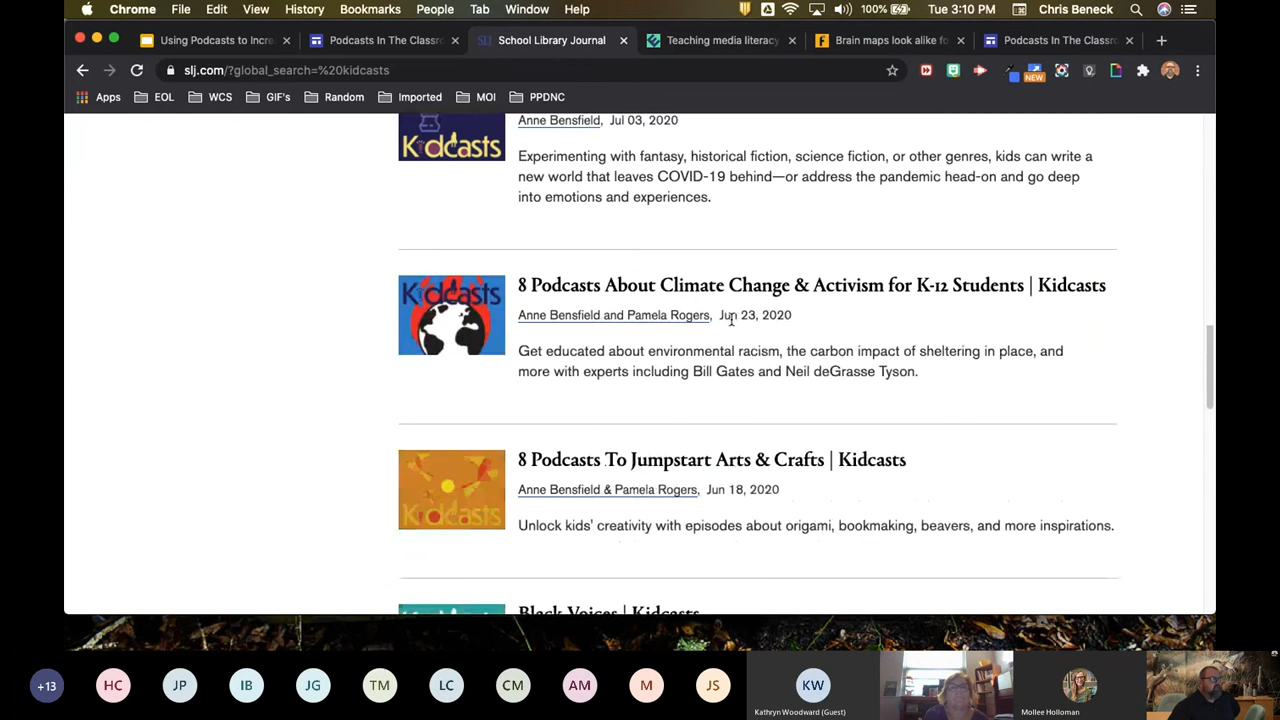 Chrome File Edit View History Bookmarks People Tab Window Help 100% Tue 3:10 PM Chris Beneck
Using Podcasts to Incre Podcasts In The Classro School Library Journal Teaching media literacy Brain maps look alike fo Podcasts In The Classro
slj.com/?global_search=%20kidcasts NEW
Apps EOL WCS GIF's Random Imported MOI PPDNC
Anne Bensfield, Jul 03, 2020
Kidcasts
Experimenting with fantasy, historical fiction, science fiction, or other genres, kids can write a
new world that leaves COVID-19 behind—or address the pandemic head-on and go deep
into emotions and experiences.
Kidcasts
8 Podcasts About Climate Change & Activism for K-12 Students | Kidcasts
Anne Bensfield and Pamela Rogers, Jun 23, 2020
Get educated about environmental racism, the carbon impact of sheltering in place, and
more with experts including Bill Gates and Neil deGrasse Tyson.
8 Podcasts To Jumpstart Arts & Crafts | Kidcasts
Anne Bensfield & Pamela Rogers, Jun 18, 2020
Kidcasts
Unlock kids' creativity with episodes about origami, bookmaking, beavers, and more inspirations.
Black Voices | Kidcasts
+13 HC JP IB JG TM LC CM AM M JS KW
Kathryn Woodward (Guest) Mollee Holloman